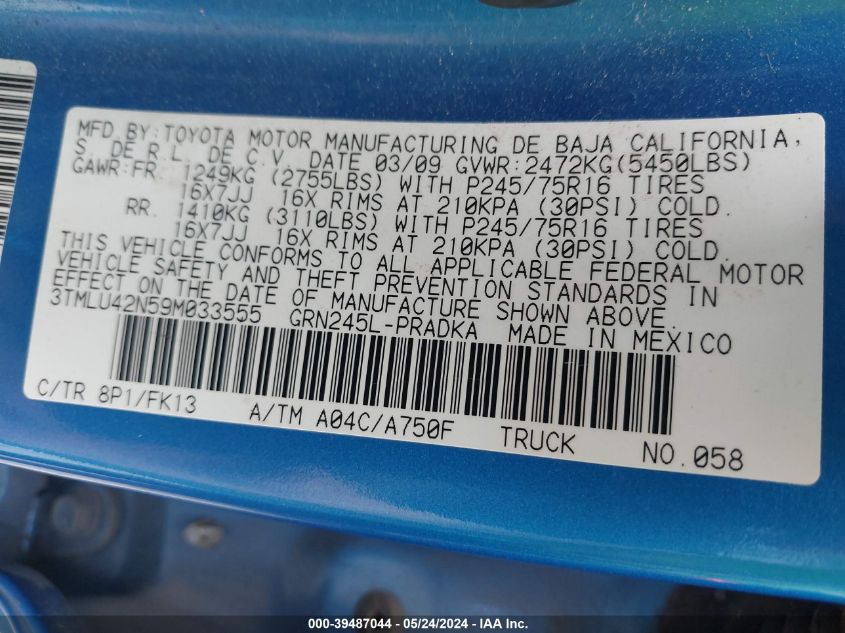 MFD BY:TOYOTA MOTOR MANUFACTURING DE BAJA CALIFORNIA,
S. DE R.L. DE C.V. DATE 03/09 GVWR:2472KG(5450LBS)
GAWR:FR. 1249KG (2755LBS) WITH P245/75R16 TIRES
16X7JJ 16X RIMS AT 210KPA (30PSI) COLD.
RR. 1410KG (3110LBS) WITH P245/75R16 TIRES
16X7JJ 16X RIMS AT 210KPA (30PSI) COLD.
THIS VEHICLE CONFORMS TO ALL APPLICABLE FEDERAL MOTOR
VEHICLE SAFETY AND THEFT PREVENTION STANDARDS IN
EFFECT ON THE DATE OF MANUFACTURE SHOWN ABOVE.
3TMLU42N59M033555 GRN245L-PRADKA MADE IN MEXICO
C/TR 8P1/FK13 A/TM A04C/A750F TRUCK NO.058
000-39487044 - 05/24/2024 - IAA Inc.